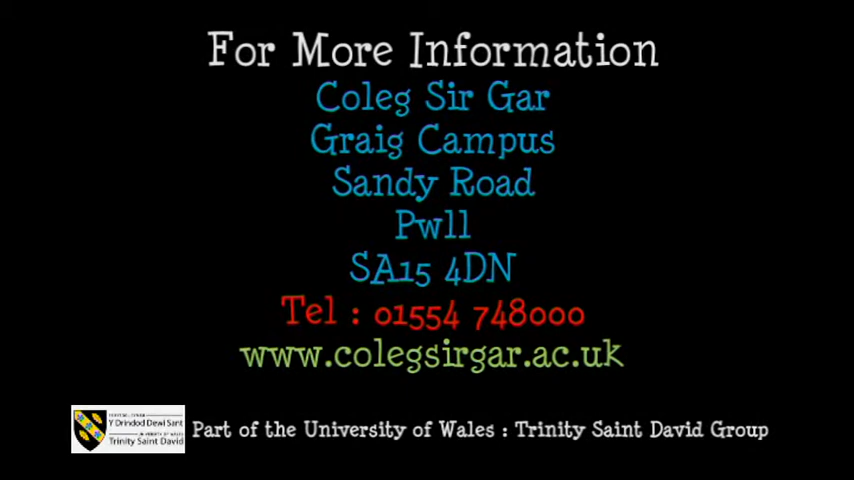 For More Information
Coleg Sir Gar
Graig Campus
Sandy Road
Pwll
SA15 4DN
Tel : 01554 748000
www.colegsirgar.ac.uk
Y Drindod Dewi Sant
Trinity Saint David
Part of the University of Wales : Trinity Saint David Group